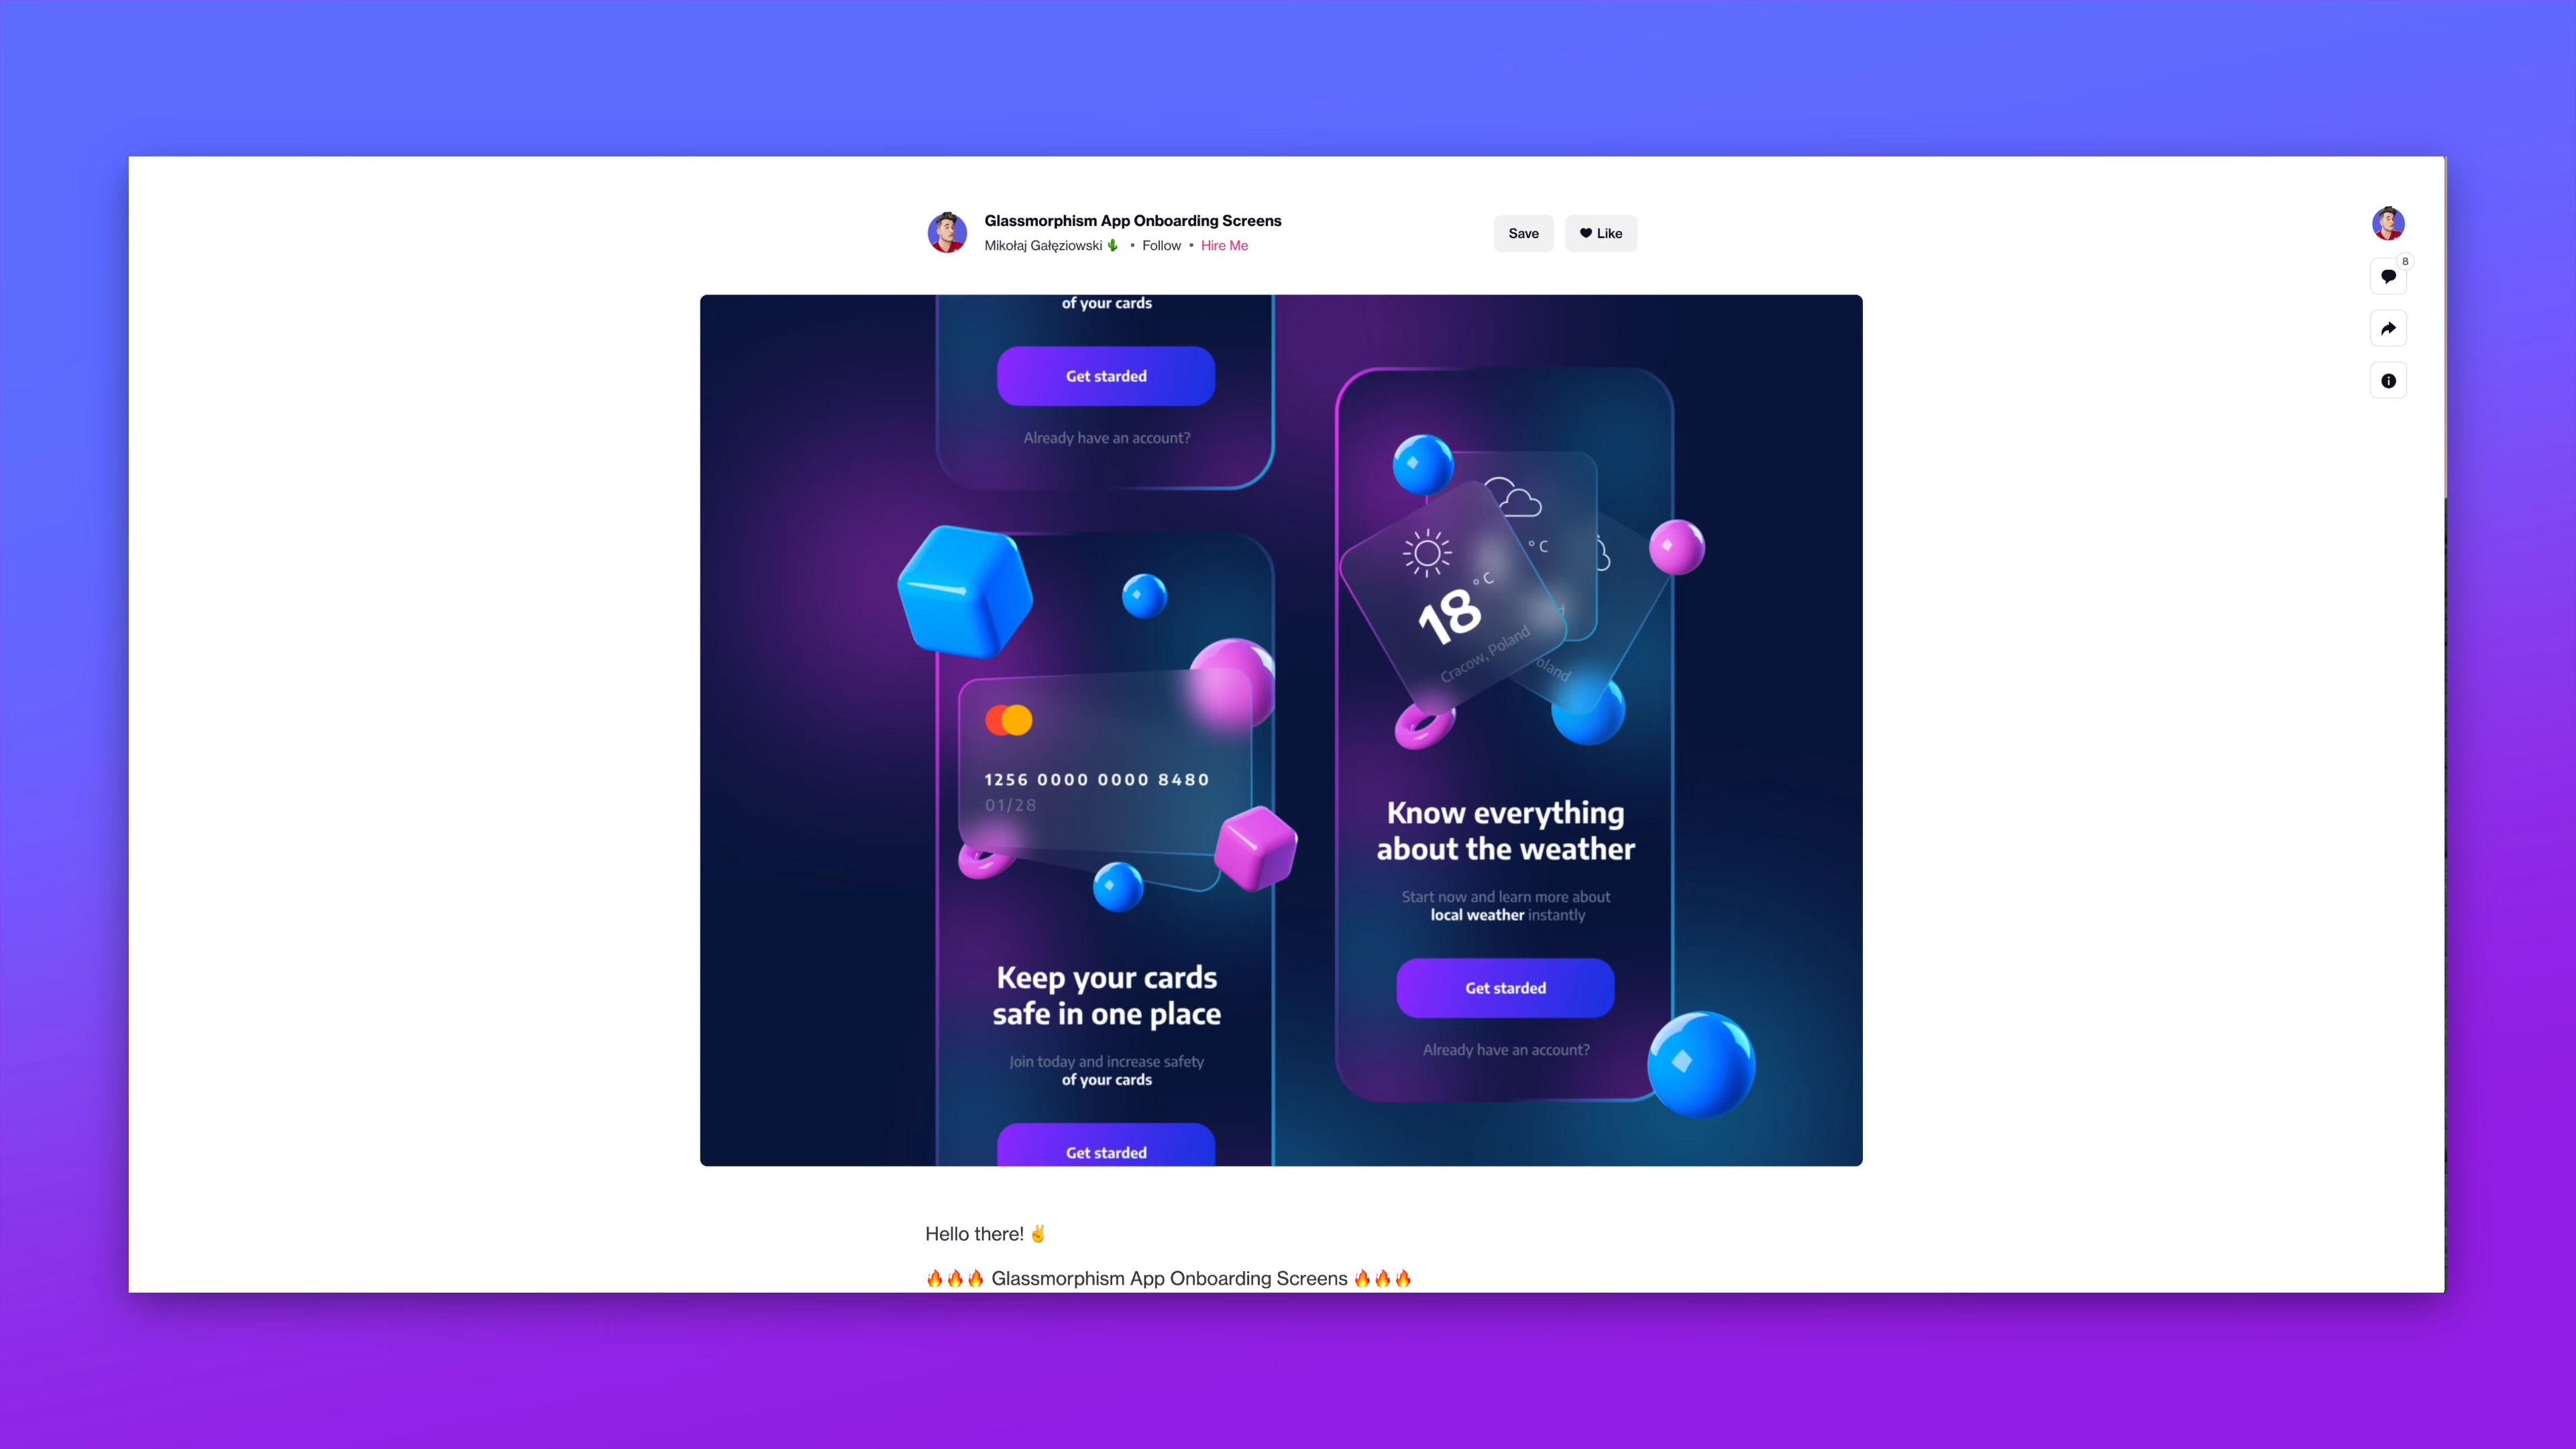 Glassmorphism App Onboarding Screens
Mikołaj Gałęziowski 🌵 • Follow • Hire Me
Save
Like
8
of your cards
Get starded
Already have an account?
1256 0000 0000 8480
01/28
Keep your cards
safe in one place
Join today and increase safety
of your cards
Get starded
°C
18 °C
Cracow, Poland
Know everything
about the weather
Start now and learn more about
local weather instantly
Get starded
Already have an account?
Hello there! ✌️
🔥🔥🔥 Glassmorphism App Onboarding Screens 🔥🔥🔥